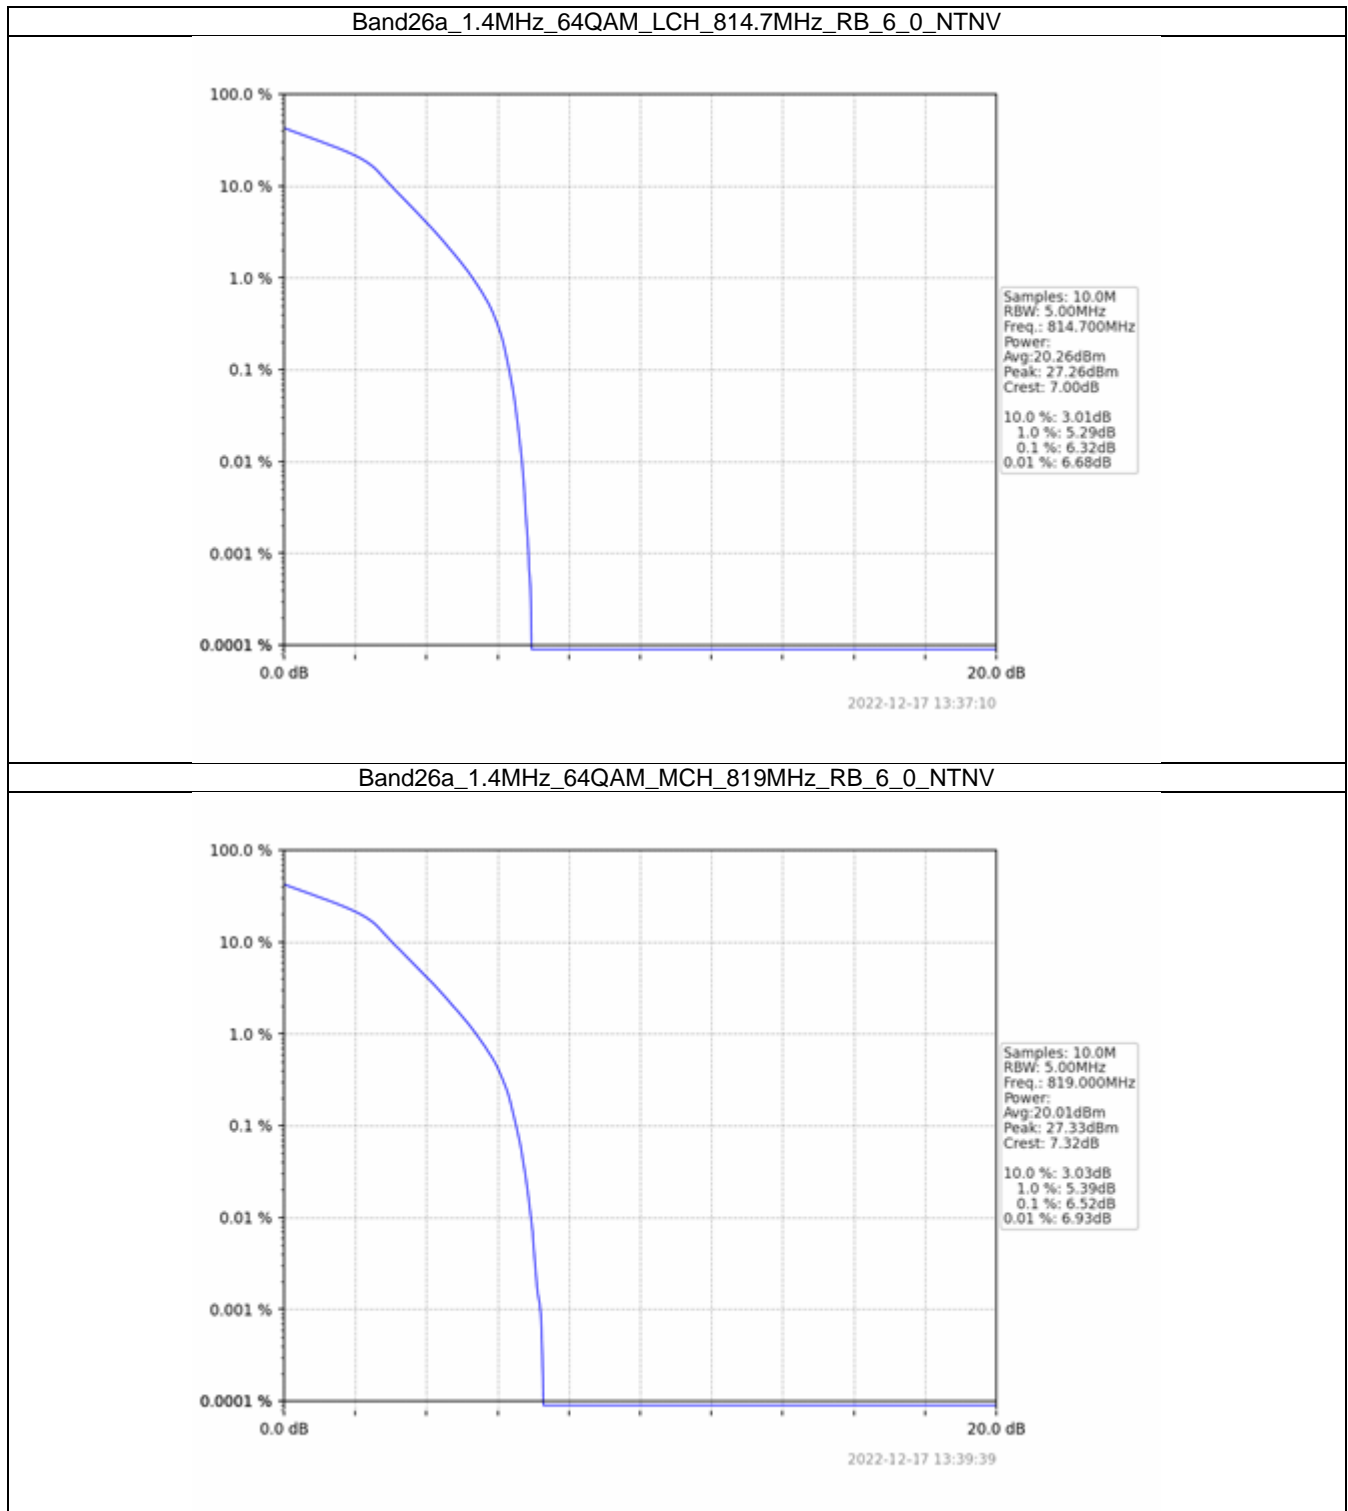 Band26a_1.4MHz_64QAM_LCH_814.7MHz_RB_6_0_NTNV
100.0 %
10.0 %
1.0 %
0.1 %
0.01 %
0.001 %
0.0001 %
0.0 dB
20.0 dB
Samples: 10.0M
RBW: 5.00MHz
Freq.: 814.700MHz
Power:
Avg:20.26dBm
Peak: 27.26dBm
Crest: 7.00dB
10.0 %: 3.01dB
1.0 %: 5.29dB
0.1 %: 6.32dB
0.01 %: 6.68dB
2022-12-17 13:37:10
Band26a_1.4MHz_64QAM_MCH_819MHz_RB_6_0_NTNV
100.0 %
10.0 %
1.0 %
0.1 %
0.01 %
0.001 %
0.0001 %
0.0 dB
20.0 dB
Samples: 10.0M
RBW: 5.00MHz
Freq.: 819.000MHz
Power:
Avg:20.01dBm
Peak: 27.33dBm
Crest: 7.32dB
10.0 %: 3.03dB
1.0 %: 5.39dB
0.1 %: 6.52dB
0.01 %: 6.93dB
2022-12-17 13:39:39